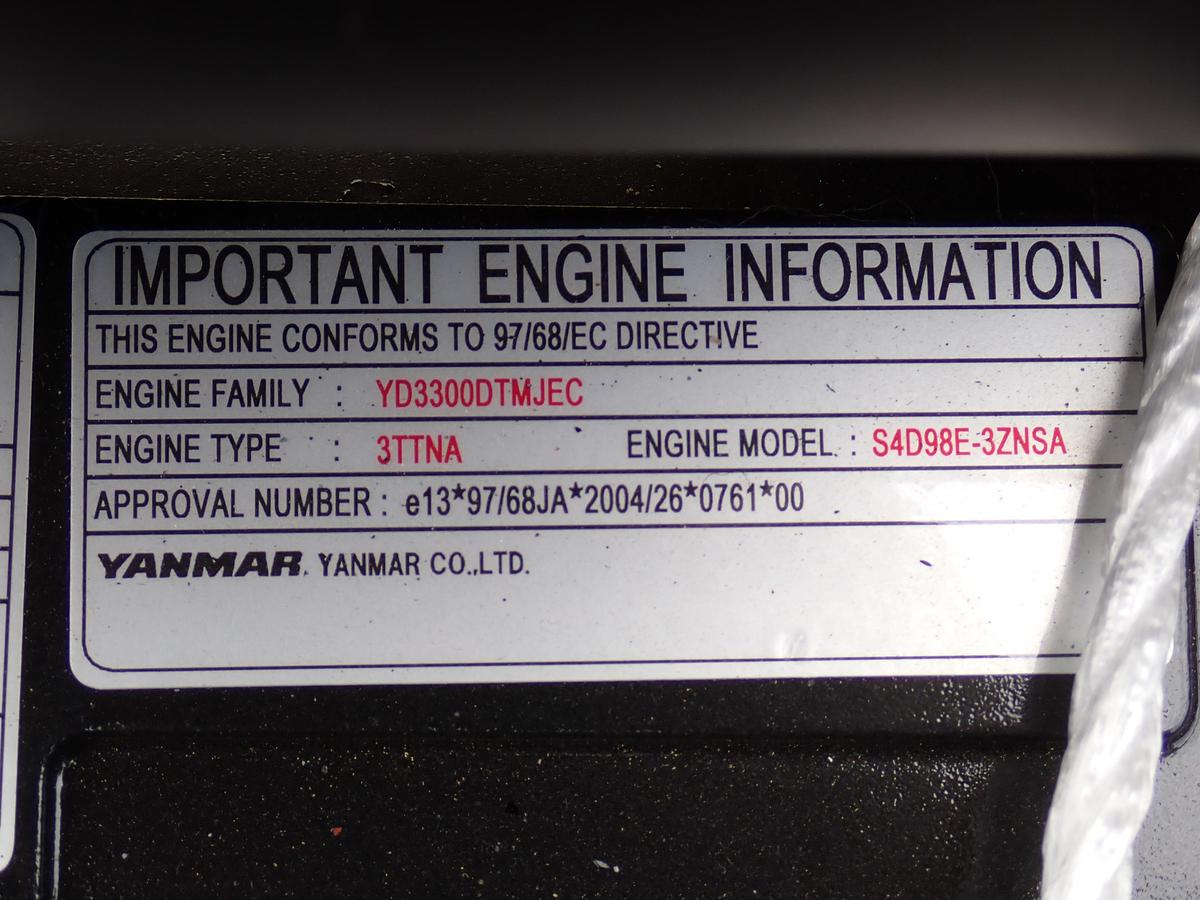 IMPORTANT ENGINE INFORMATION
THIS ENGINE CONFORMS TO 97/68/EC DIRECTIVE
ENGINE FAMILY : YD3300DTMJEC
ENGINE TYPE : 3TTNA ENGINE MODEL : S4D98E-3ZNSA
APPROVAL NUMBER : e13*97/68JA*2004/26*0761*00
YANMAR. YANMAR CO.,LTD.